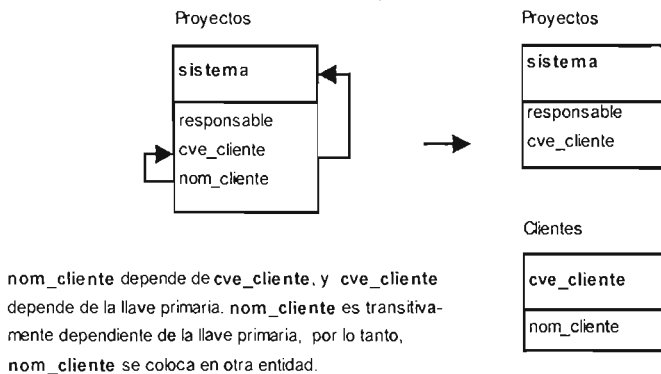 Proyectos
sistema
responsable
cve_cliente
nom_cliente
Proyectos
sistema
responsable
cve_cliente
Clientes
cve_cliente
nom_cliente
nom_cliente depende de cve_cliente, y cve_cliente
depende de la llave primaria. nom_cliente es transitiva-
mente dependiente de la llave primaria, por lo tanto,
nom_cliente se coloca en otra entidad.